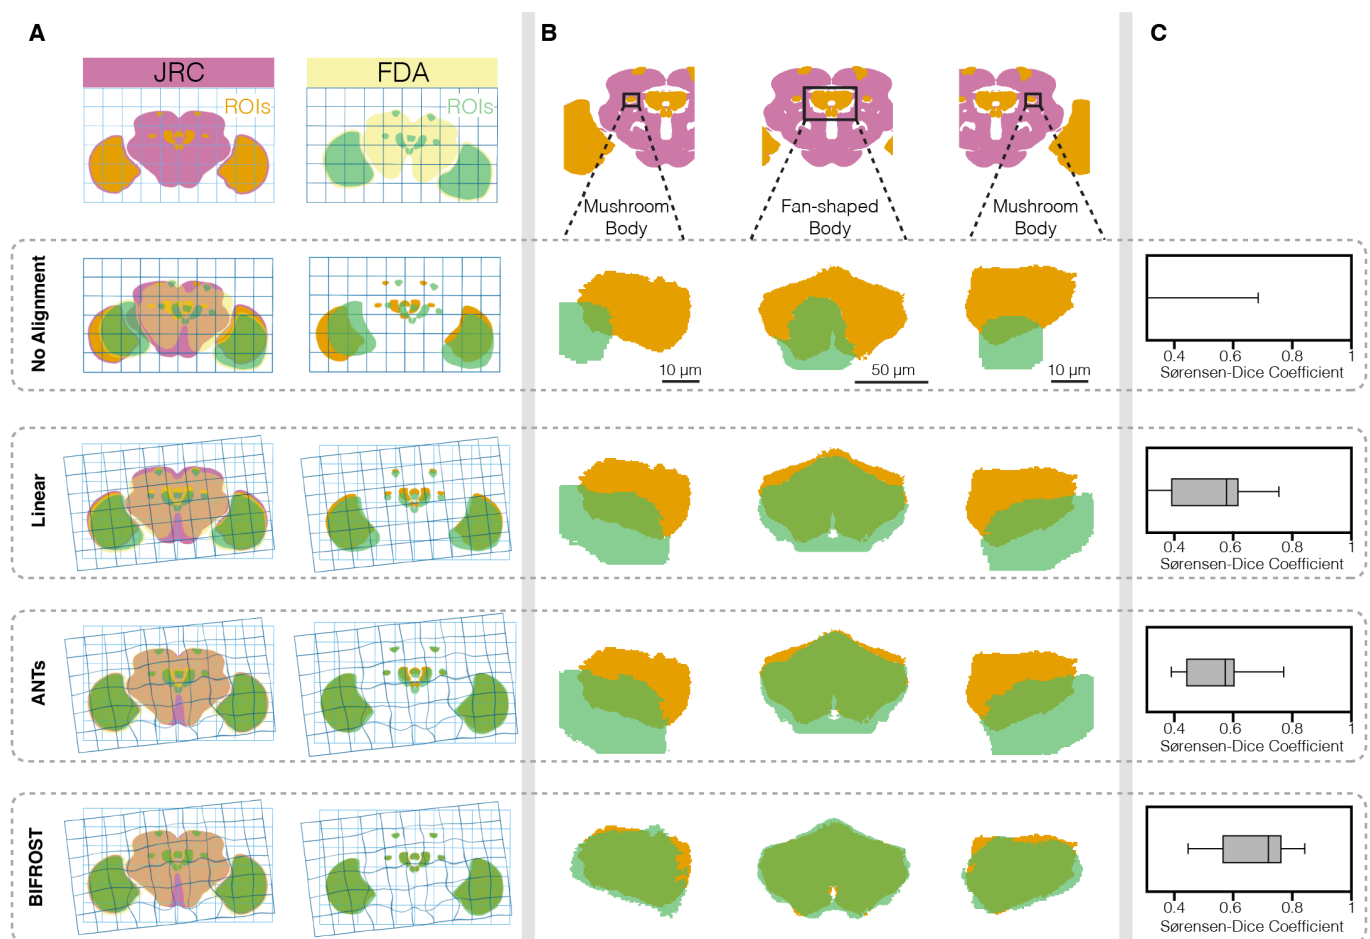 A
B
C
JRC
FDA
ROIs
ROIs
Mushroom
Body
Fan-shaped
Body
Mushroom
Body
No Alignment
10 µm
50 µm
10 µm
0.4
0.6
0.8
1
Sørensen-Dice Coefficient
Linear
0.4
0.6
0.8
1
Sørensen-Dice Coefficient
ANTs
0.4
0.6
0.8
1
Sørensen-Dice Coefficient
BIFROST
0.4
0.6
0.8
1
Sørensen-Dice Coefficient